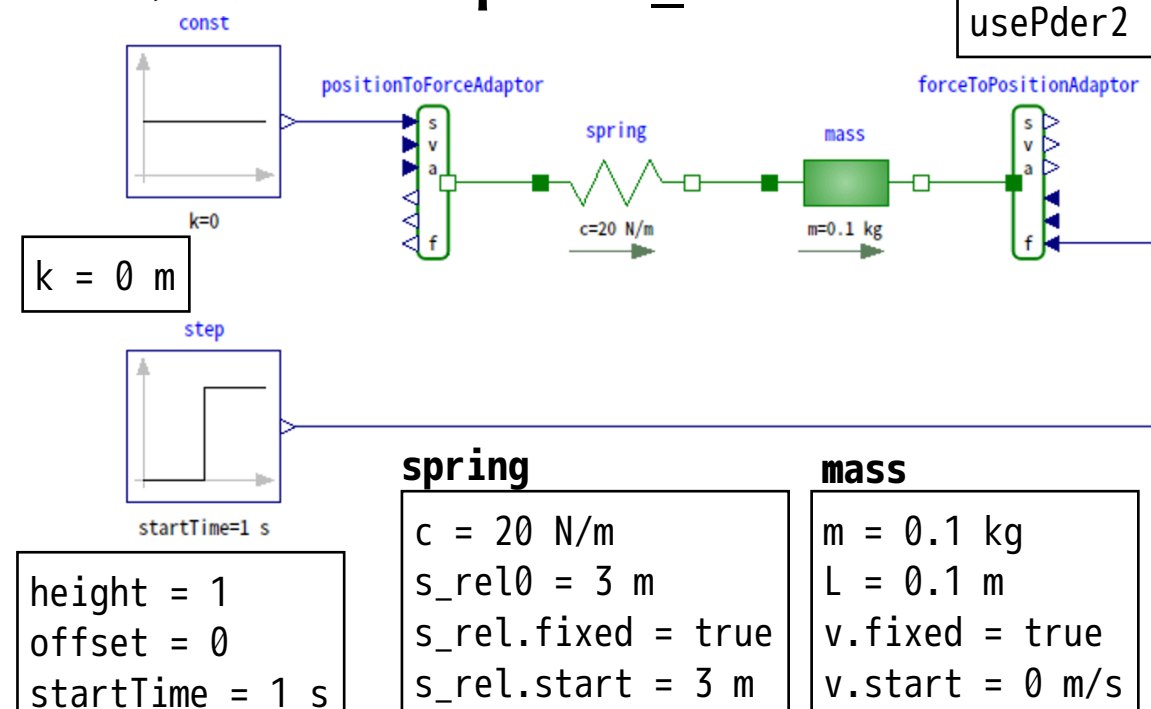 usePder2
const
positionToForceAdaptor
forceToPositionAdaptor
s
v
a
f
spring
mass
s
v
a
f
c=20 N/m
m=0.1 kg
k=0
k = 0 m
step
startTime=1 s
height = 1
offset = 0
startTime = 1 s
spring
c = 20 N/m
s_rel0 = 3 m
s_rel.fixed = true
s_rel.start = 3 m
mass
m = 0.1 kg
L = 0.1 m
v.fixed = true
v.start = 0 m/s